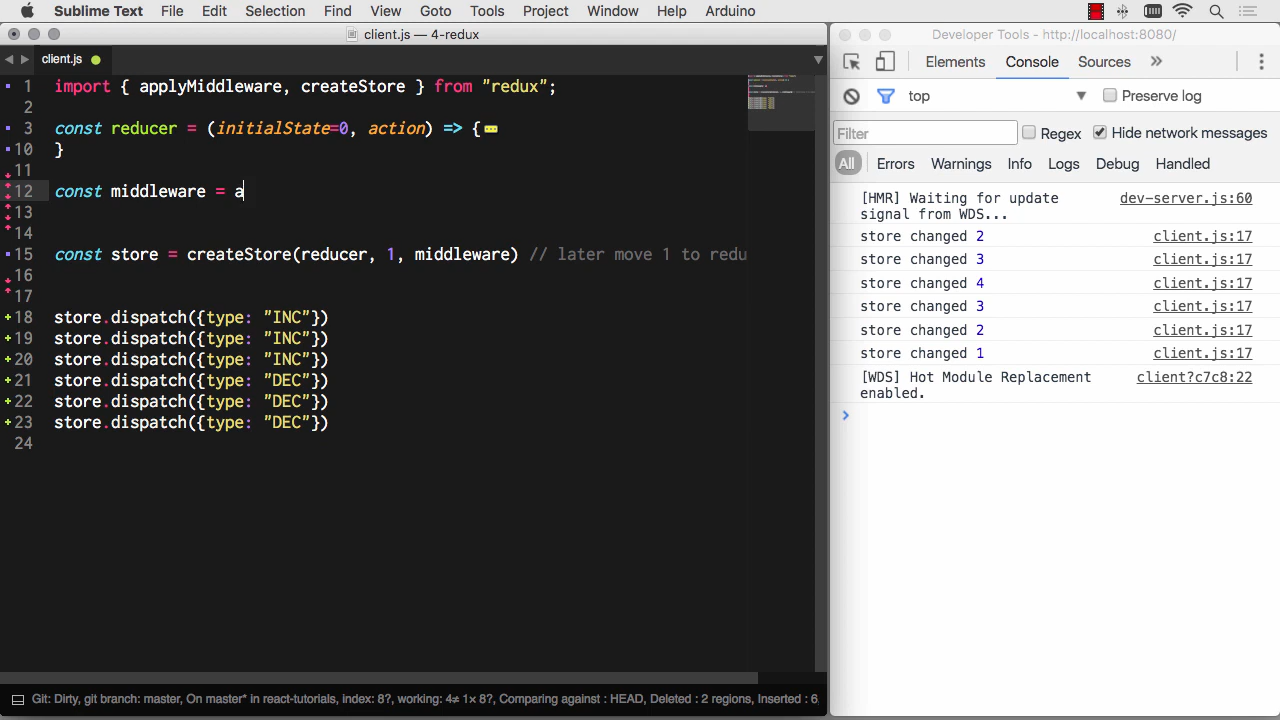 Sublime Text File Edit Selection Find View Goto Tools Project Window Help Arduino
client.js — 4-redux
client.js
1 import { applyMiddleware, createStore } from "redux";
2
3 const reducer = (initialState=0, action) => {
10 }
11
12 const middleware = a
13
14
15 const store = createStore(reducer, 1, middleware) // later move 1 to redu
16
17
18 store.dispatch({type: "INC"})
19 store.dispatch({type: "INC"})
20 store.dispatch({type: "INC"})
21 store.dispatch({type: "DEC"})
22 store.dispatch({type: "DEC"})
23 store.dispatch({type: "DEC"})
24
Git: Dirty, git branch: master, On master* in react-tutorials, index: 8?, working: 4≠ 1× 8?, Comparing against : HEAD, Deleted : 2 regions, Inserted : 6
Developer Tools - http://localhost:8080/
Elements Console Sources »
top ▼ Preserve log
Filter Regex Hide network messages
All Errors Warnings Info Logs Debug Handled
[HMR] Waiting for update dev-server.js:60
signal from WDS...
store changed 2 client.js:17
store changed 3 client.js:17
store changed 4 client.js:17
store changed 3 client.js:17
store changed 2 client.js:17
store changed 1 client.js:17
[WDS] Hot Module Replacement client?c7c8:22
enabled.